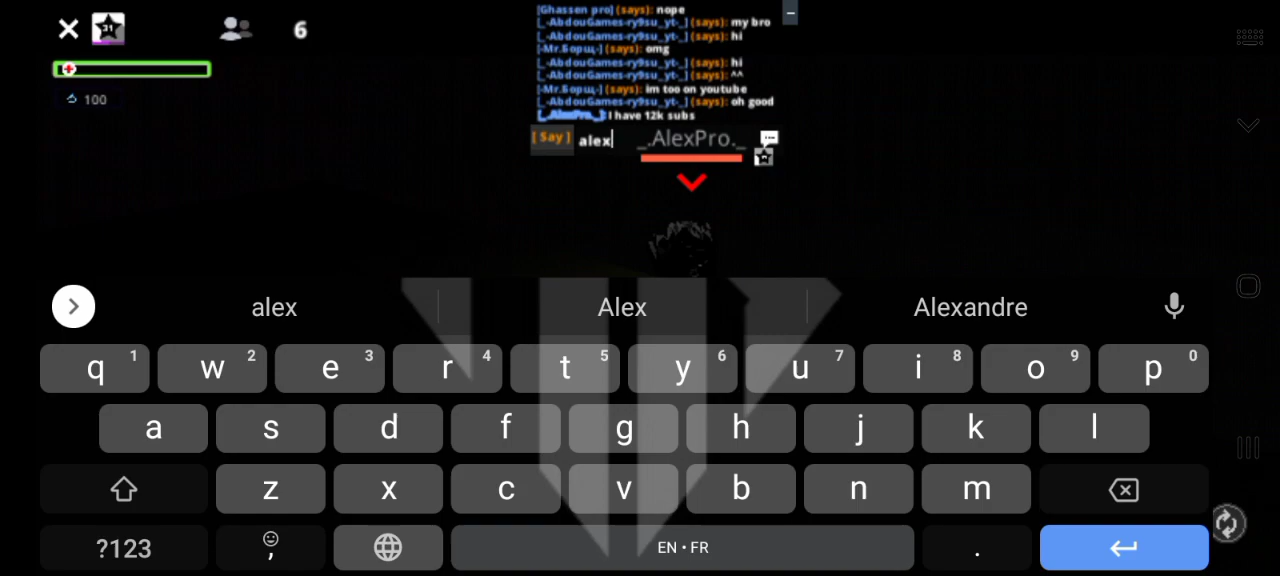 31
6
100
[Ghassen pro] (says): nope
[_-AbdouGames-ry9su_yt-_] (says): my bro
[_-AbdouGames-ry9su_yt-_] (says): hi
[-Mr.Борщ-] (says): omg
[_-AbdouGames-ry9su_yt-_] (says): hi
[_-AbdouGames-ry9su_yt-_] (says): ^^
[-Mr.Борщ-] (says): im too on youtube
[_-AbdouGames-ry9su_yt-_] (says): oh good
[_.AlexPro._]: I have 12k subs
[Say] alex
_.AlexPro._
alex Alex Alexandre
q 1 w 2 e 3 r 4 t 5 y 6 u 7 i 8 o 9 p 0
a s d f g h j k l
z x c v b n m
?123 , EN • FR .